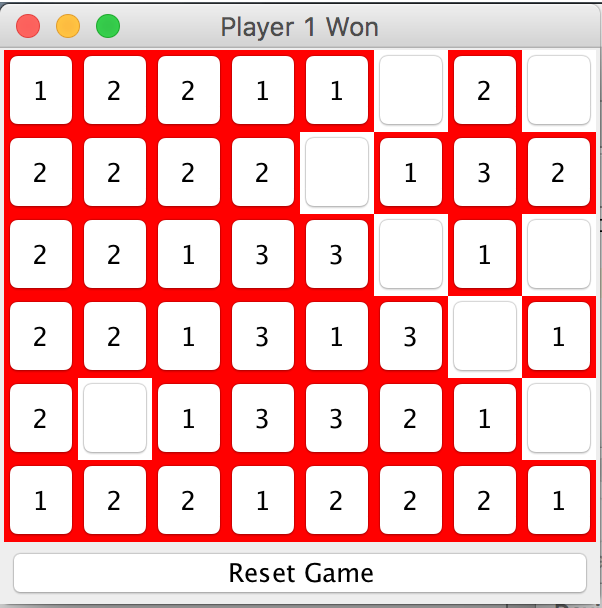 Player 1 Won
1 2 2 1 1 2
2 2 2 2 1 3 2
2 2 1 3 3 1
2 2 1 3 1 3 1
2 1 3 3 2 1
1 2 2 1 2 2 2 1
Reset Game